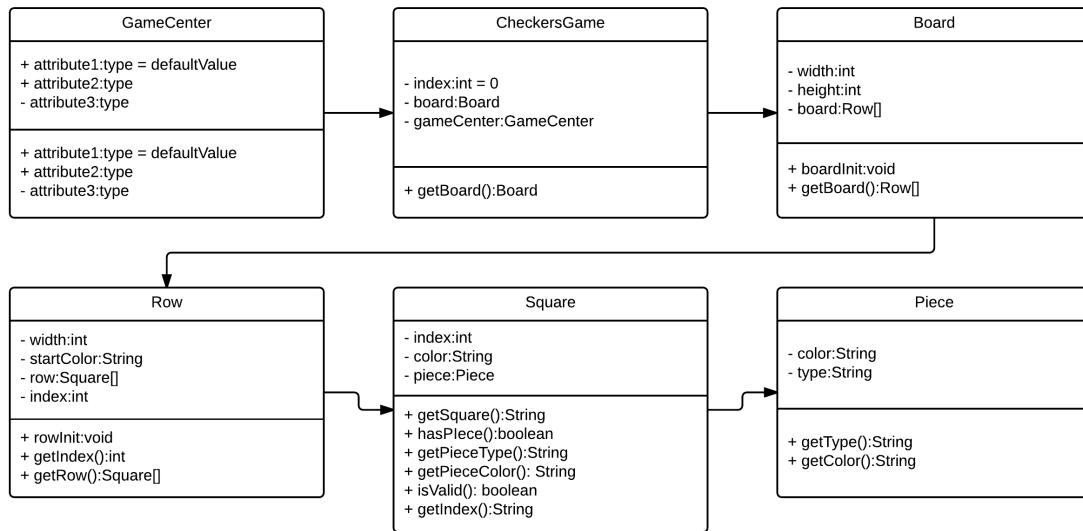 GameCenter
+ attribute1:type = defaultValue
+ attribute2:type
- attribute3:type
+ attribute1:type = defaultValue
+ attribute2:type
- attribute3:type
CheckersGame
- index:int = 0
- board:Board
- gameCenter:GameCenter
+ getBoard():Board
Board
- width:int
- height:int
- board:Row[]
+ boardInit:void
+ getBoard():Row[]
Row
- width:int
- startColor:String
- row:Square[]
- index:int
+ rowInit:void
+ getIndex():int
+ getRow():Square[]
Square
- index:int
- color:String
- piece:Piece
+ getSquare():String
+ hasPIece():boolean
+ getPieceType():String
+ getPieceColor(): String
+ isValid(): boolean
+ getIndex():String
Piece
- color:String
- type:String
+ getType():String
+ getColor():String